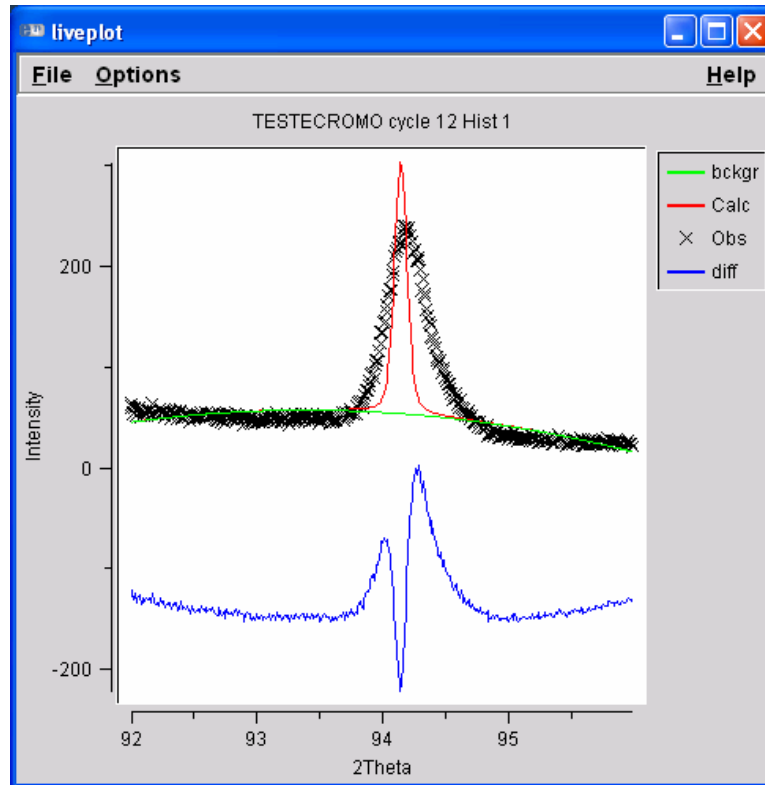 liveplot
File Options Help
TESTECROMO cycle 12 Hist 1
bckgr
Calc
Obs
diff
200
0
-200
Intensity
92 93 94 95
2Theta